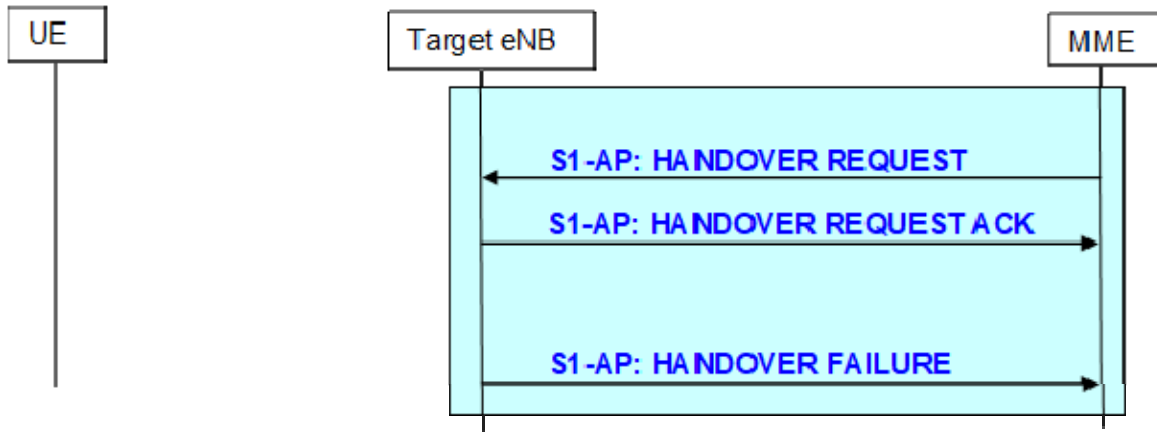 UE
Target eNB
MME
S1-AP: HANDOVER REQUEST
S1-AP: HANDOVER REQUEST ACK
S1-AP: HANDOVER FAILURE